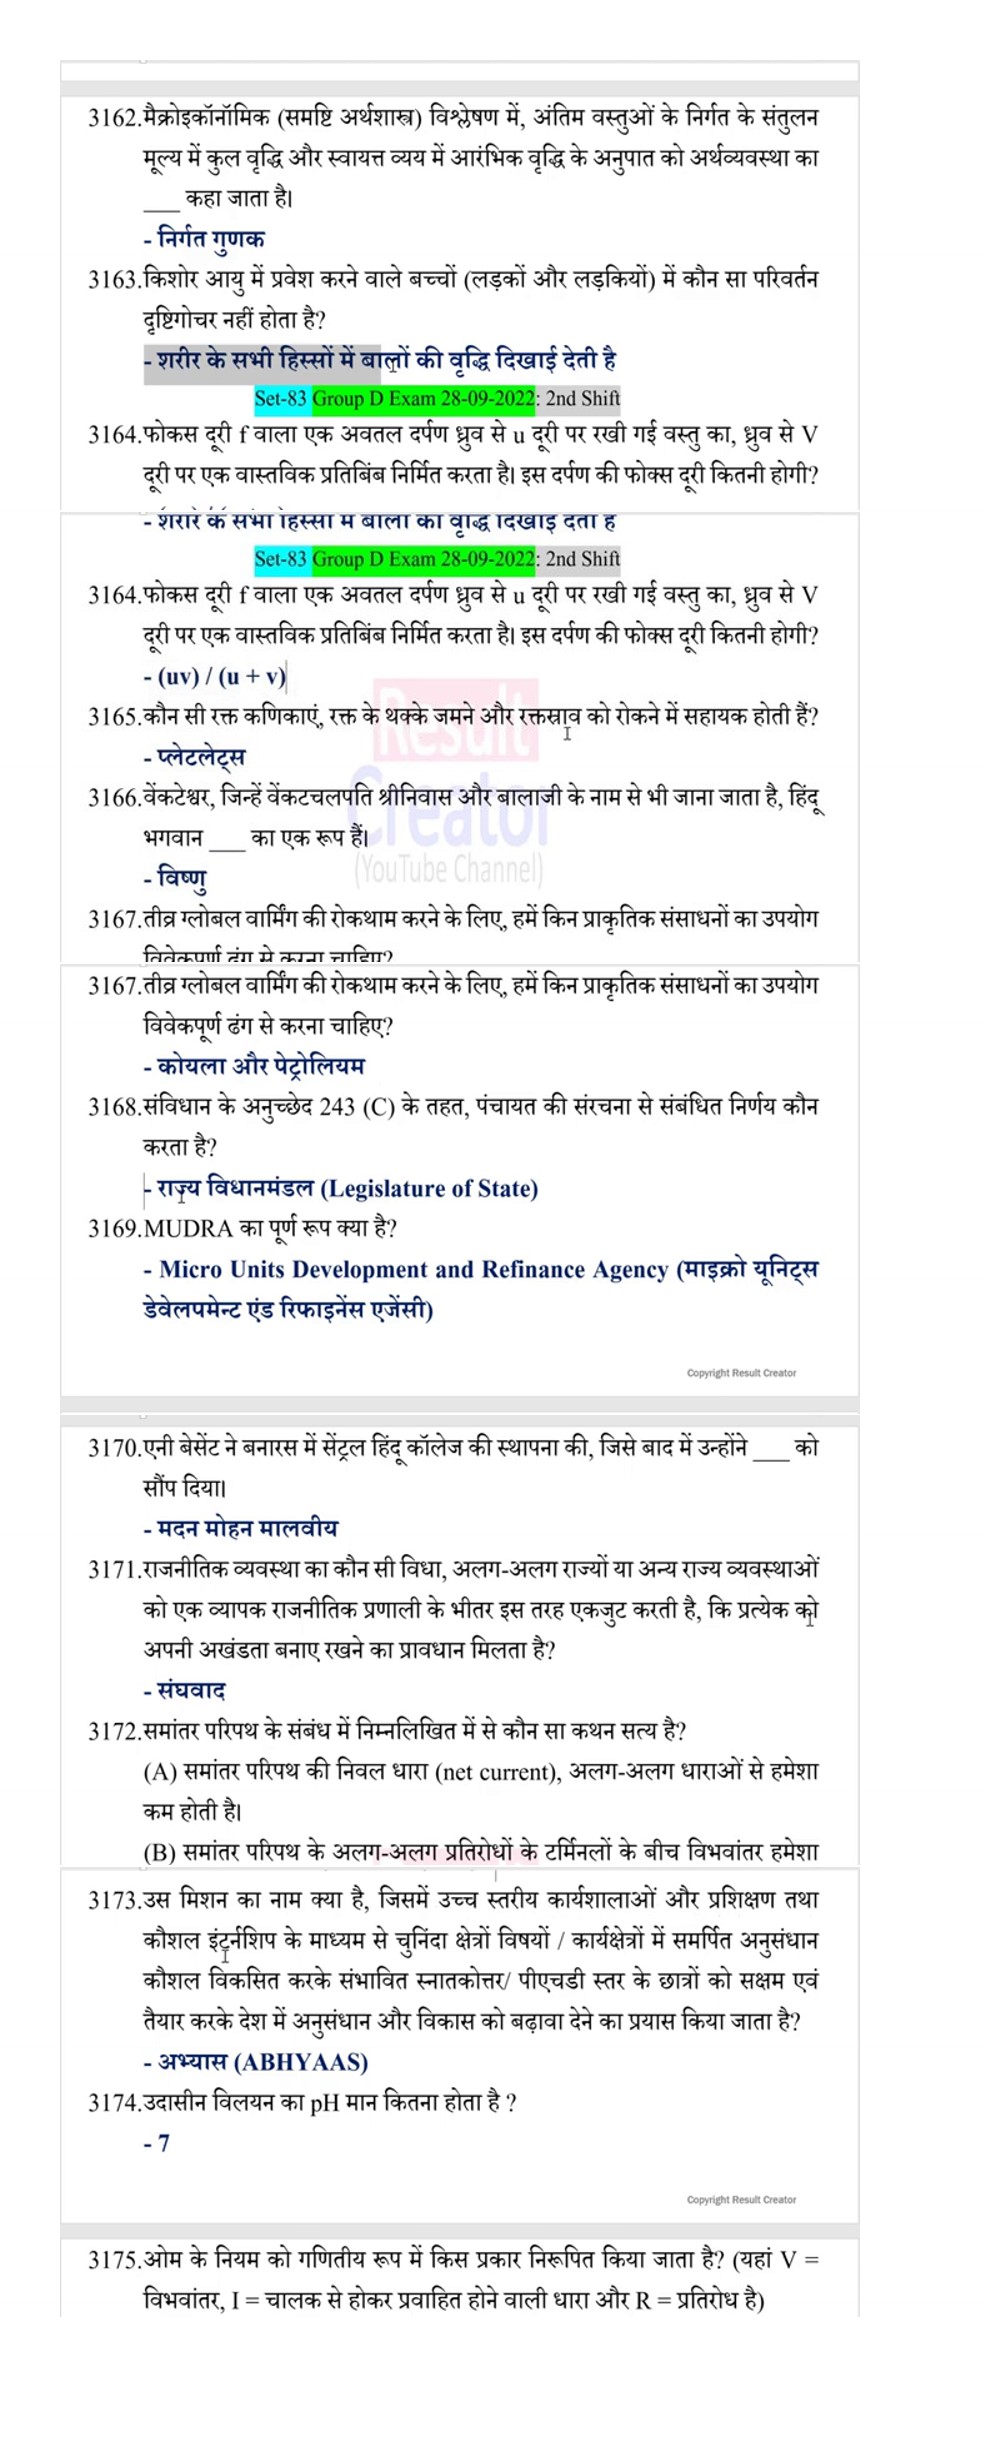 3162.मैक्रोइकॉनॉमिक (समष्टि अर्थशास्त्र) विश्लेषण में, अंतिम वस्तुओं के निर्गत के संतुलन
मूल्य में कुल वृद्धि और स्वायत्त व्यय में आरंभिक वृद्धि के अनुपात को अर्थव्यवस्था का
____ कहा जाता है।
- निर्गत गुणक
3163.किशोर आयु में प्रवेश करने वाले बच्चों (लड़कों और लड़कियों) में कौन सा परिवर्तन
दृष्टिगोचर नहीं होता है?
- शरीर के सभी हिस्सों में बालों की वृद्धि दिखाई देती है
Set-83 Group D Exam 28-09-2022: 2nd Shift
3164.फोकस दूरी f वाला एक अवतल दर्पण ध्रुव से u दूरी पर रखी गई वस्तु का, ध्रुव से V
दूरी पर एक वास्तविक प्रतिबिंब निर्मित करता है। इस दर्पण की फोक्स दूरी कितनी होगी?
- शरीर के सभी हिस्सों में बालों की वृद्धि दिखाई देती है
Set-83 Group D Exam 28-09-2022: 2nd Shift
3164.फोकस दूरी f वाला एक अवतल दर्पण ध्रुव से u दूरी पर रखी गई वस्तु का, ध्रुव से V
दूरी पर एक वास्तविक प्रतिबिंब निर्मित करता है। इस दर्पण की फोक्स दूरी कितनी होगी?
- (uv) / (u + v)
Result
3165.कौन सी रक्त कणिकाएं, रक्त के थक्के जमने और रक्तस्राव को रोकने में सहायक होती हैं?
- प्लेटलेट्स
3166.वेंकटेश्वर, जिन्हें वेंकटचलपति श्रीनिवास और बालाजी के नाम से भी जाना जाता है, हिंदू
Creator
भगवान ____ का एक रूप हैं।
(YouTube Channel)
- विष्णु
3167.तीव्र ग्लोबल वार्मिंग की रोकथाम करने के लिए, हमें किन प्राकृतिक संसाधनों का उपयोग
विवेकपूर्ण ढंग से करना चाहिए?
3167.तीव्र ग्लोबल वार्मिंग की रोकथाम करने के लिए, हमें किन प्राकृतिक संसाधनों का उपयोग
विवेकपूर्ण ढंग से करना चाहिए?
- कोयला और पेट्रोलियम
3168.संविधान के अनुच्छेद 243 (C) के तहत, पंचायत की संरचना से संबंधित निर्णय कौन
करता है?
- राज्य विधानमंडल (Legislature of State)
3169.MUDRA का पूर्ण रूप क्या है?
- Micro Units Development and Refinance Agency (माइक्रो यूनिट्स
डेवेलपमेन्ट एंड रिफाइनेंस एजेंसी)
Copyright Result Creator
3170.एनी बेसेंट ने बनारस में सेंट्रल हिंदू कॉलेज की स्थापना की, जिसे बाद में उन्होंने ____ को
सौंप दिया।
- मदन मोहन मालवीय
3171.राजनीतिक व्यवस्था का कौन सी विधा, अलग-अलग राज्यों या अन्य राज्य व्यवस्थाओं
को एक व्यापक राजनीतिक प्रणाली के भीतर इस तरह एकजुट करती है, कि प्रत्येक को
अपनी अखंडता बनाए रखने का प्रावधान मिलता है?
- संघवाद
3172.समांतर परिपथ के संबंध में निम्नलिखित में से कौन सा कथन सत्य है?
(A) समांतर परिपथ की निवल धारा (net current), अलग-अलग धाराओं से हमेशा
कम होती है।
(B) समांतर परिपथ के अलग-अलग प्रतिरोधों के टर्मिनलों के बीच विभवांतर हमेशा
3173.उस मिशन का नाम क्या है, जिसमें उच्च स्तरीय कार्यशालाओं और प्रशिक्षण तथा
कौशल इंटर्नशिप के माध्यम से चुनिंदा क्षेत्रों विषयों / कार्यक्षेत्रों में समर्पित अनुसंधान
कौशल विकसित करके संभावित स्नातकोत्तर/ पीएचडी स्तर के छात्रों को सक्षम एवं
तैयार करके देश में अनुसंधान और विकास को बढ़ावा देने का प्रयास किया जाता है?
- अभ्यास (ABHYAAS)
3174.उदासीन विलयन का pH मान कितना होता है ?
- 7
Copyright Result Creator
3175.ओम के नियम को गणितीय रूप में किस प्रकार निरूपित किया जाता है? (यहां V =
विभवांतर, I = चालक से होकर प्रवाहित होने वाली धारा और R = प्रतिरोध है)